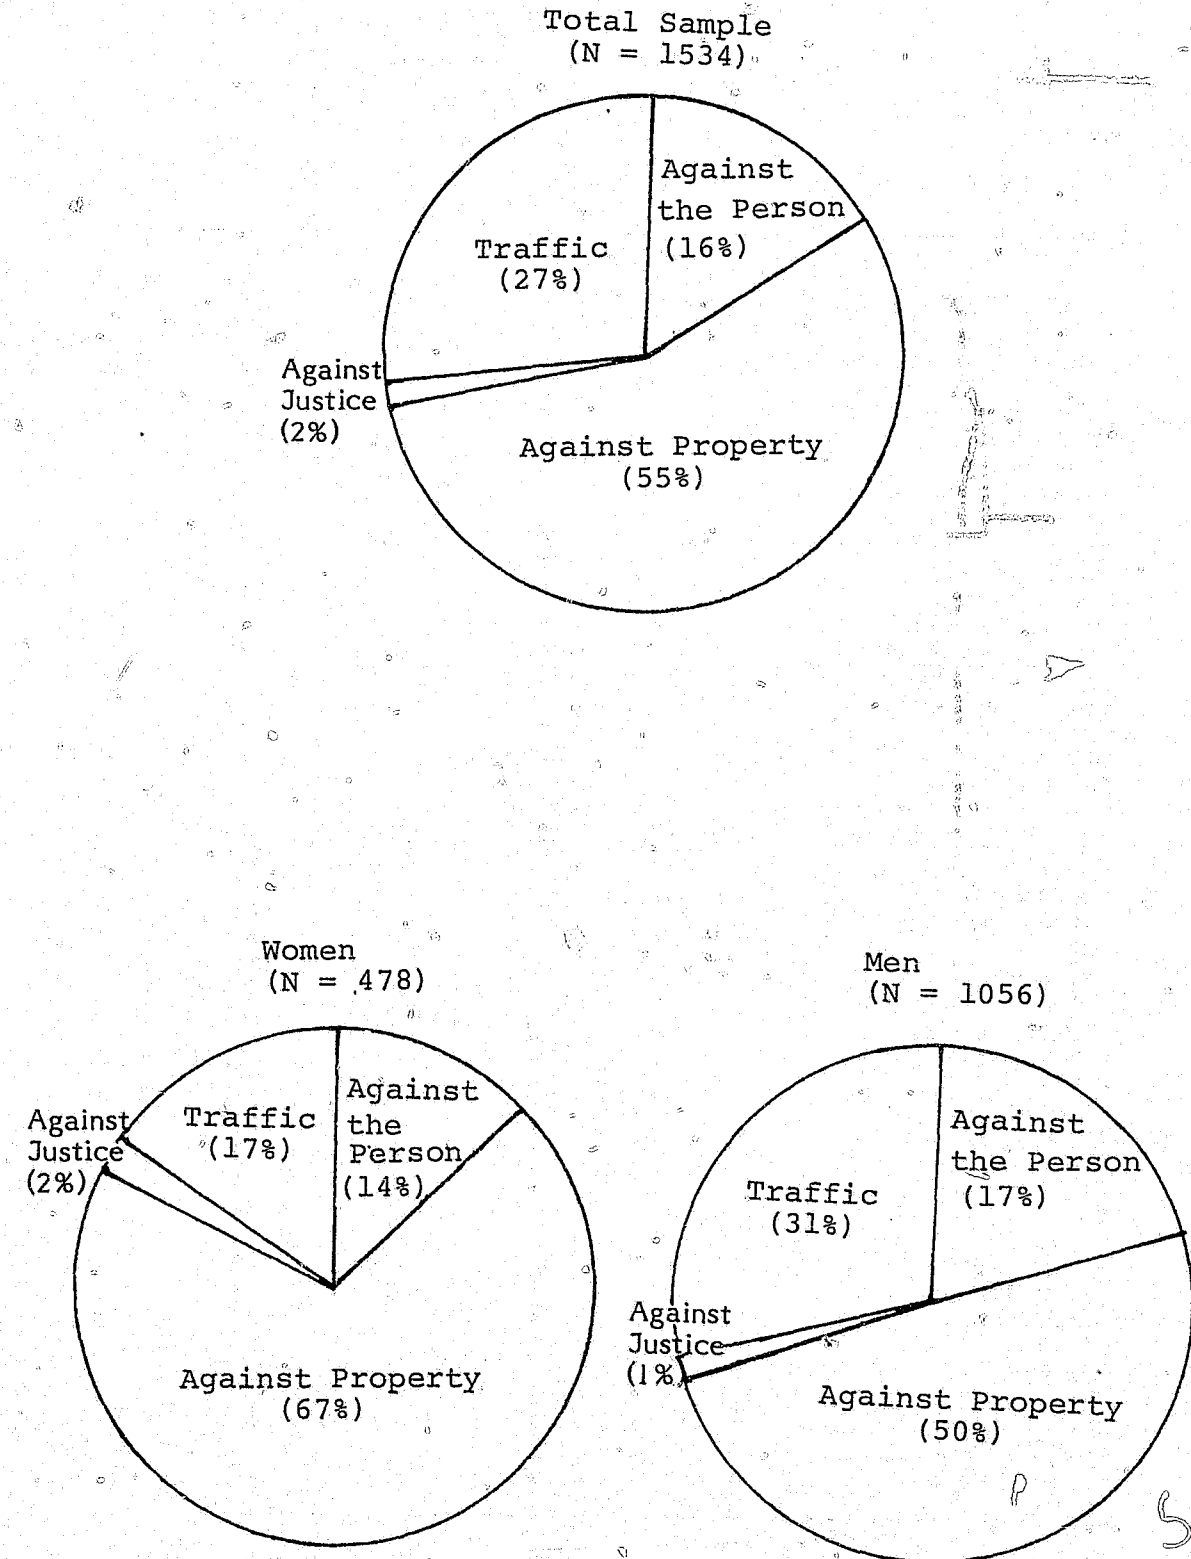 Total Sample
(N = 1534)
Against
the Person
(16%)
Traffic
(27%)
Against
Justice
(2%)
Against Property
(55%)
Women
(N = 478)
Against
the
Person
(14%)
Traffic
(17%)
Against
Justice
(2%)
Against Property
(67%)
Men
(N = 1056)
Against
the Person
(17%)
Traffic
(31%)
Against
Justice
(1%)
Against Property
(50%)